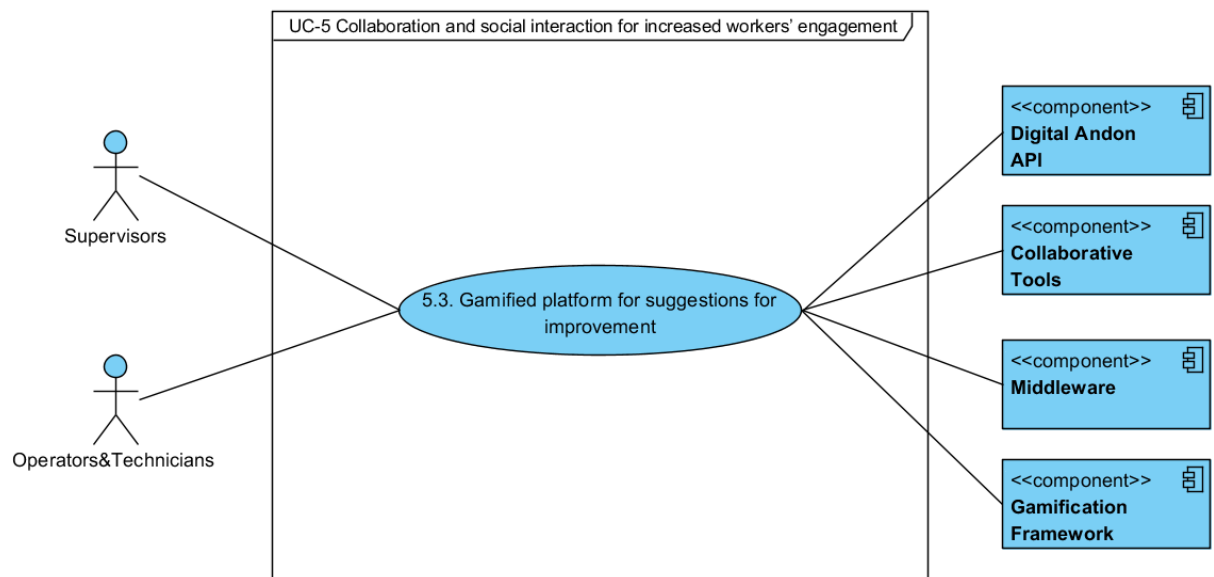 UC-5 Collaboration and social interaction for increased workers’ engagement
Supervisors
Operators&Technicians
5.3. Gamified platform for suggestions for
improvement
<<component>>
Digital Andon
API
<<component>>
Collaborative
Tools
<<component>>
Middleware
<<component>>
Gamification
Framework